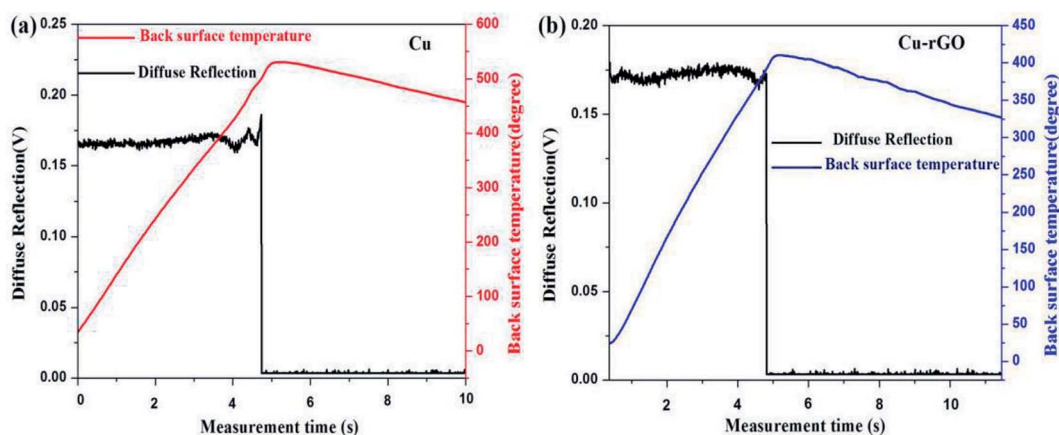 (a)
Cu
Back surface temperature
Diffuse Reflection
Diffuse Reflection(V)
0.25
0.20
0.15
0.10
0.05
0.00
600
500
400
300
200
100
0
Back surface temperature(degree)
0 2 4 6 8 10
Measurement time (s)
(b)
Cu-rGO
Diffuse Reflection
Back surface temperature
Diffuse Reflection(V)
0.20
0.15
0.10
0.05
0.00
450
400
350
300
250
200
150
100
50
25
0
Back surface temperature(degree)
2 4 6 8 10
Measurement time (s)